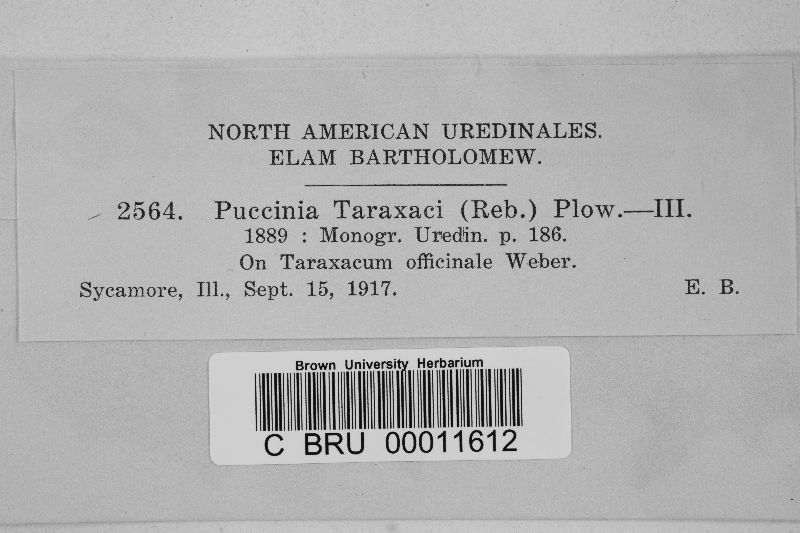 NORTH AMERICAN UREDINALES.
ELAM BARTHOLOMEW.
2564. Puccinia Taraxaci (Reb.) Plow.—III.
1889 : Monogr. Uredin. p. 186.
On Taraxacum officinale Weber.
Sycamore, Ill., Sept. 15, 1917. E. B.
Brown University Herbarium
C BRU 00011612